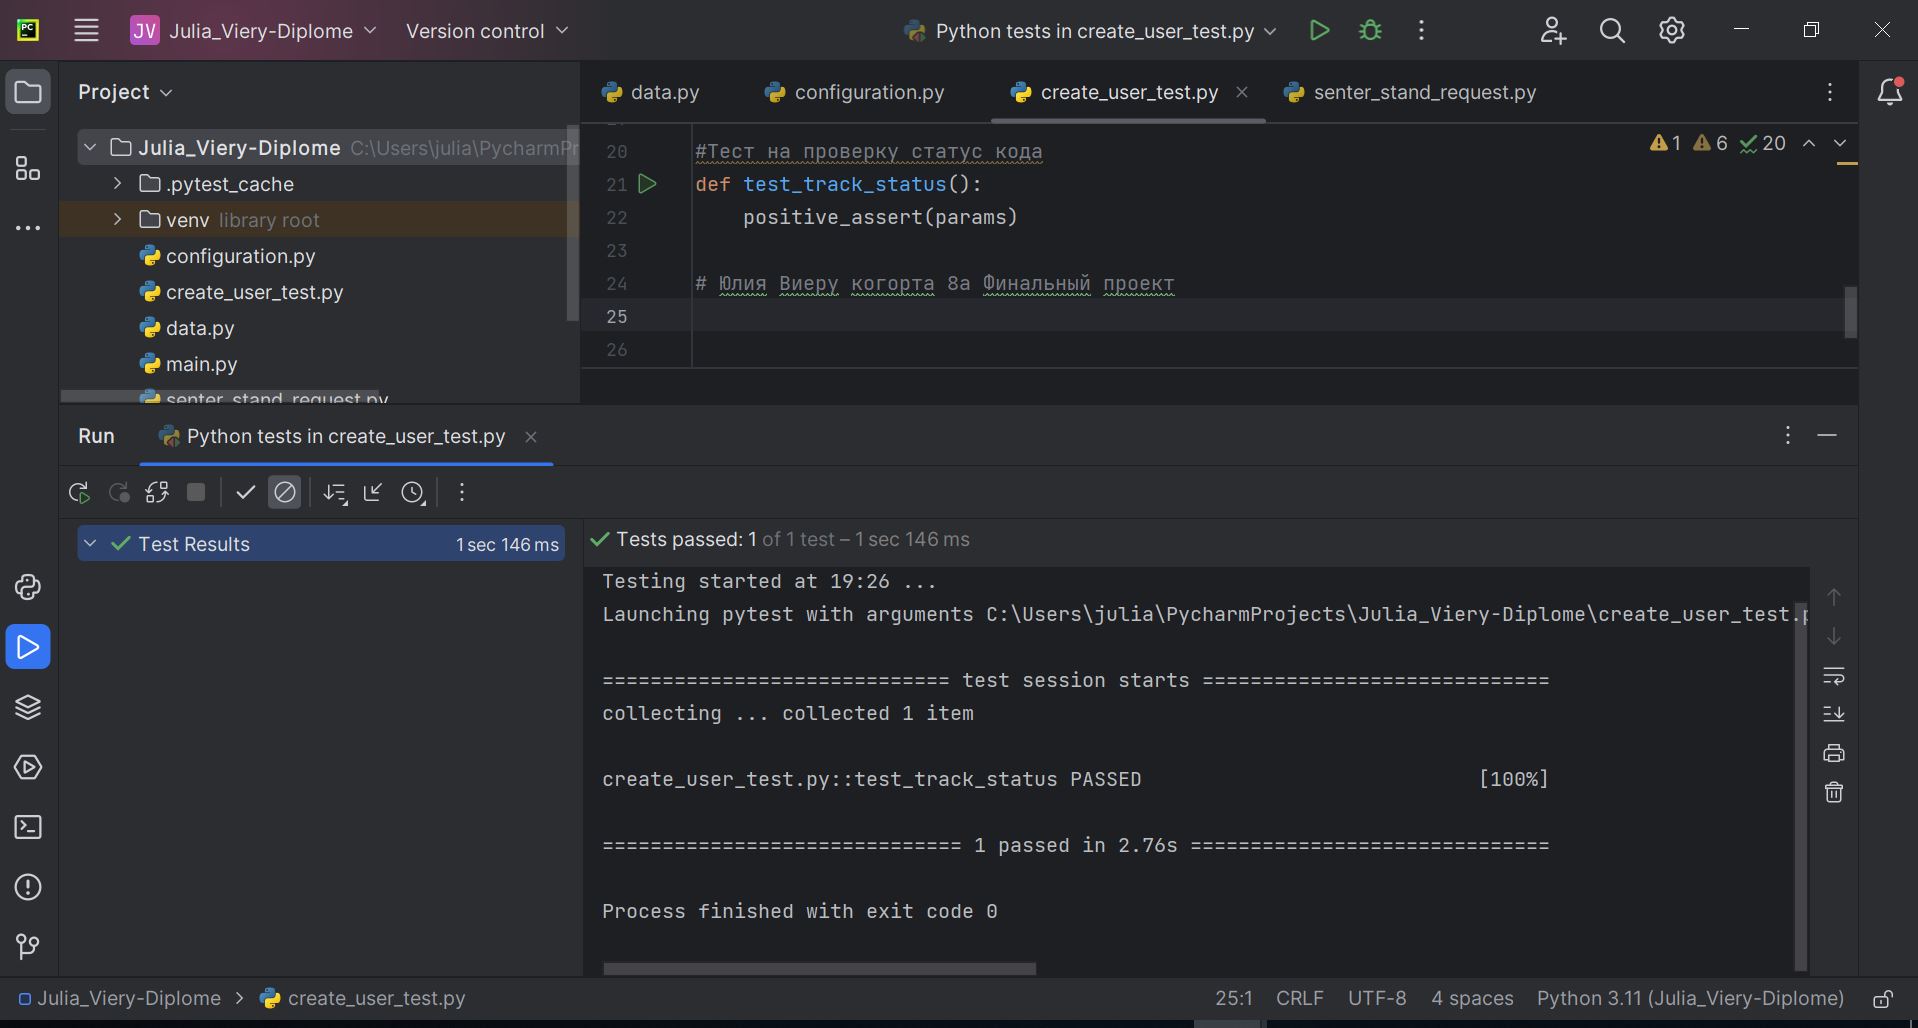 PC
JV Julia_Viery-Diplome Version control Python tests in create_user_test.py
Project
data.py configuration.py create_user_test.py senter_stand_request.py
Julia_Viery-Diplome C:\Users\julia\PycharmPr
.pytest_cache
venv library root
configuration.py
create_user_test.py
data.py
main.py
senter_stand_request.py
1 6 20
20 #Тест на проверку статус кода
21 def test_track_status():
22 positive_assert(params)
23
24 # Юлия Виеру когорта 8а Финальный проект
25
26
Run Python tests in create_user_test.py
Test Results 1 sec 146 ms
Tests passed: 1 of 1 test – 1 sec 146 ms
Testing started at 19:26 ...
Launching pytest with arguments C:\Users\julia\PycharmProjects\Julia_Viery-Diplome\create_user_test.p
============================= test session starts =============================
collecting ... collected 1 item
create_user_test.py::test_track_status PASSED [100%]
============================== 1 passed in 2.76s ==============================
Process finished with exit code 0
Julia_Viery-Diplome > create_user_test.py
25:1 CRLF UTF-8 4 spaces Python 3.11 (Julia_Viery-Diplome)